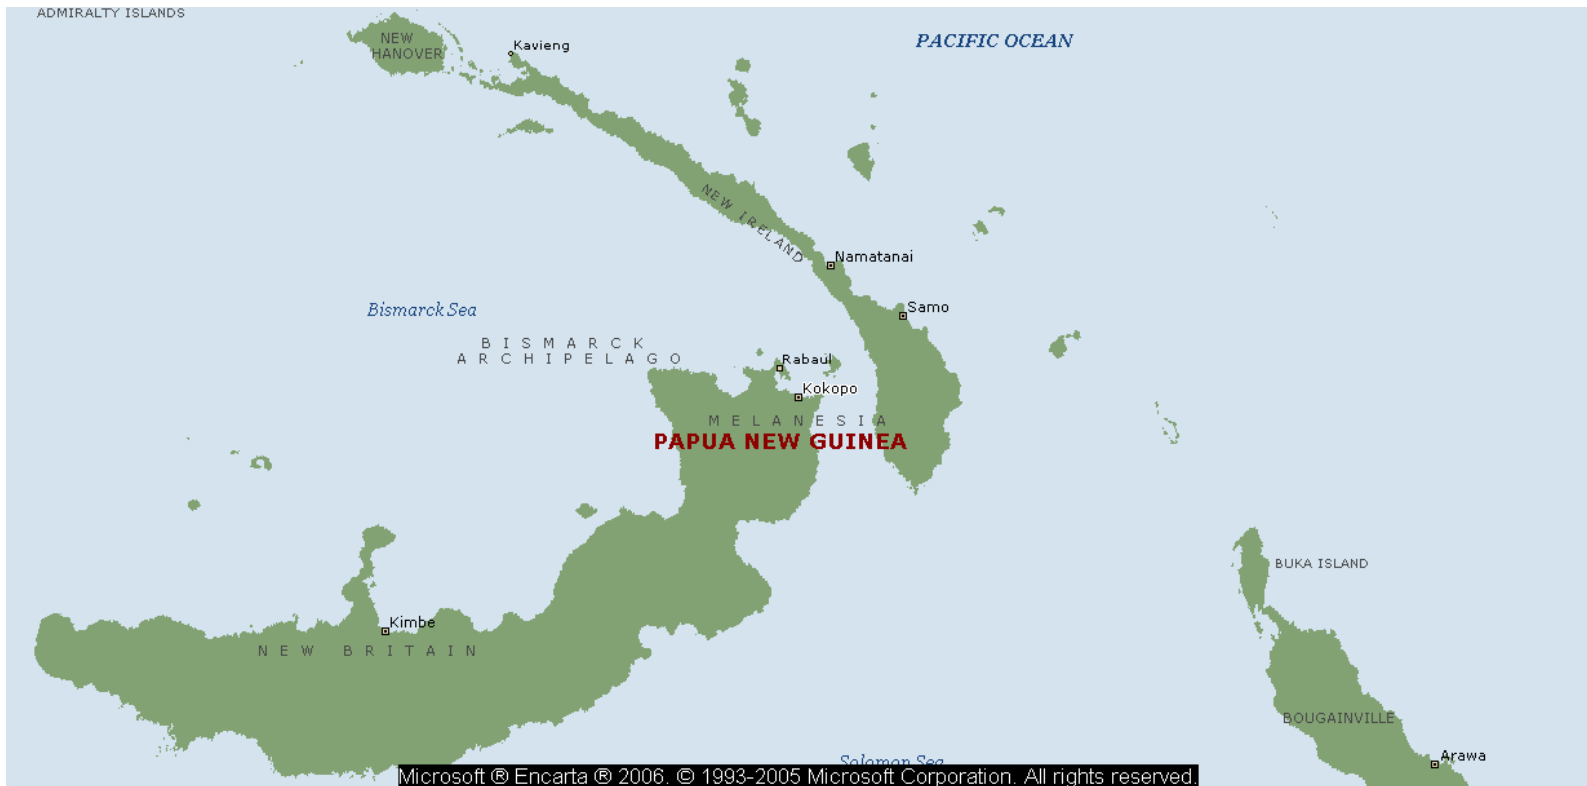 ADMIRALTY ISLANDS
NEW
HANOVER
Kavieng
PACIFIC OCEAN
NEW IRELAND
Namatanai
Samo
Bismarck Sea
BISMARCK
ARCHIPELAGO
Rabaul
Kokopo
MELANESIA
PAPUA NEW GUINEA
BUKA ISLAND
Kimbe
NEW BRITAIN
BOUGAINVILLE
Arawa
Solomon Sea
Microsoft ® Encarta ® 2006. © 1993-2005 Microsoft Corporation. All rights reserved.